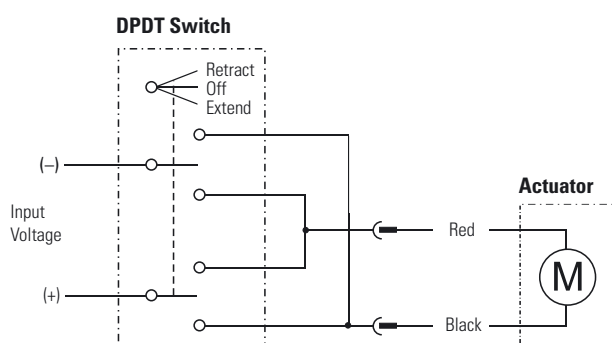 DPDT Switch
Retract
Off
Extend
(–)
Input
Voltage
(+)
Red
Black
Actuator
M